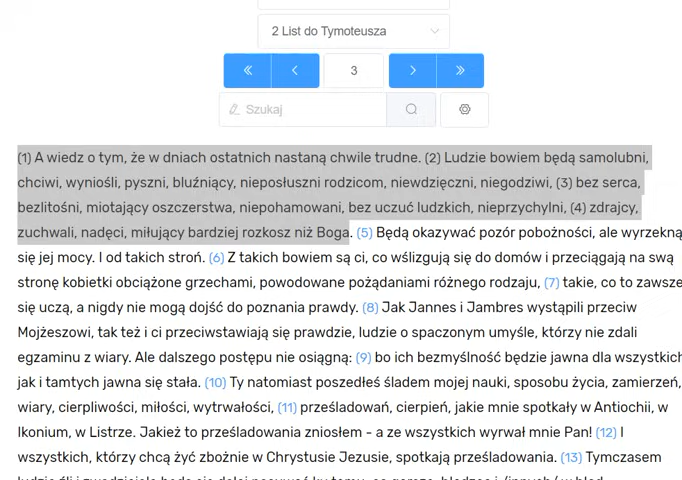 2 List do Tymoteusza
3
Szukaj
(1) A wiedz o tym, że w dniach ostatnich nastaną chwile trudne. (2) Ludzie bowiem będą samolubni,
chciwi, wyniośli, pyszni, bluźniący, nieposłuszni rodzicom, niewdzięczni, niegodziwi, (3) bez serca,
bezlitośni, miotający oszczerstwa, niepohamowani, bez uczuć ludzkich, nieprzychylni, (4) zdrajcy,
zuchwali, nadęci, miłujący bardziej rozkosz niż Boga. (5) Będą okazywać pozór pobożności, ale wyrzekną
się jej mocy. I od takich stroń. (6) Z takich bowiem są ci, co wślizgują się do domów i przeciągają na swą
stronę kobietki obciążone grzechami, powodowane pożądaniami różnego rodzaju, (7) takie, co to zawsze
się uczą, a nigdy nie mogą dojść do poznania prawdy. (8) Jak Jannes i Jambres wystąpili przeciw
Mojżeszowi, tak też i ci przeciwstawiają się prawdzie, ludzie o spaczonym umyśle, którzy nie zdali
egzaminu z wiary. Ale dalszego postępu nie osiągną: (9) bo ich bezmyślność będzie jawna dla wszystkich
jak i tamtych jawna się stała. (10) Ty natomiast poszedłeś śladem mojej nauki, sposobu życia, zamierzeń,
wiary, cierpliwości, miłości, wytrwałości, (11) prześladowań, cierpień, jakie mnie spotkały w Antiochii, w
Ikonium, w Listrze. Jakież to prześladowania zniosłem - a ze wszystkich wyrwał mnie Pan! (12) I
wszystkich, którzy chcą żyć zbożnie w Chrystusie Jezusie, spotkają prześladowania. (13) Tymczasem